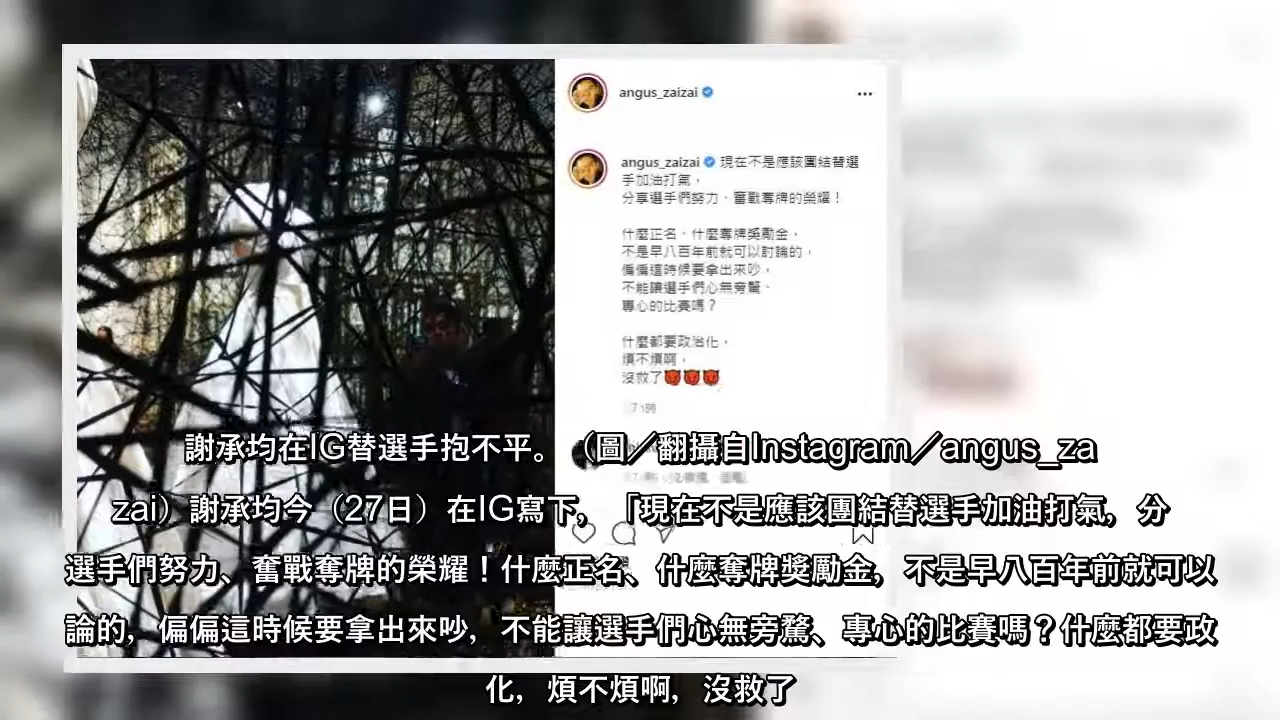 angus_zaizai
angus_zaizai 現在不是應該團結替選
手加油打氣，
分享選手們努力、奮戰奪牌的榮耀！
什麼正名、什麼奪牌獎勵金，
不是早八百年前就可以討論的，
偏偏這時候要拿出來吵，
不能讓選手們心無旁騖、
專心的比賽嗎？
什麼都要政治化，
煩不煩啊，
沒救了😈😈😈
謝承均在IG替選手抱不平。（圖／翻攝自Instagram／angus_za
zai）謝承均今（27日）在IG寫下，「現在不是應該團結替選手加油打氣，分
選手們努力、奮戰奪牌的榮耀！什麼正名、什麼奪牌獎勵金，不是早八百年前就可以
論的，偏偏這時候要拿出來吵，不能讓選手們心無旁騖、專心的比賽嗎？什麼都要政
化，煩不煩啊，沒救了